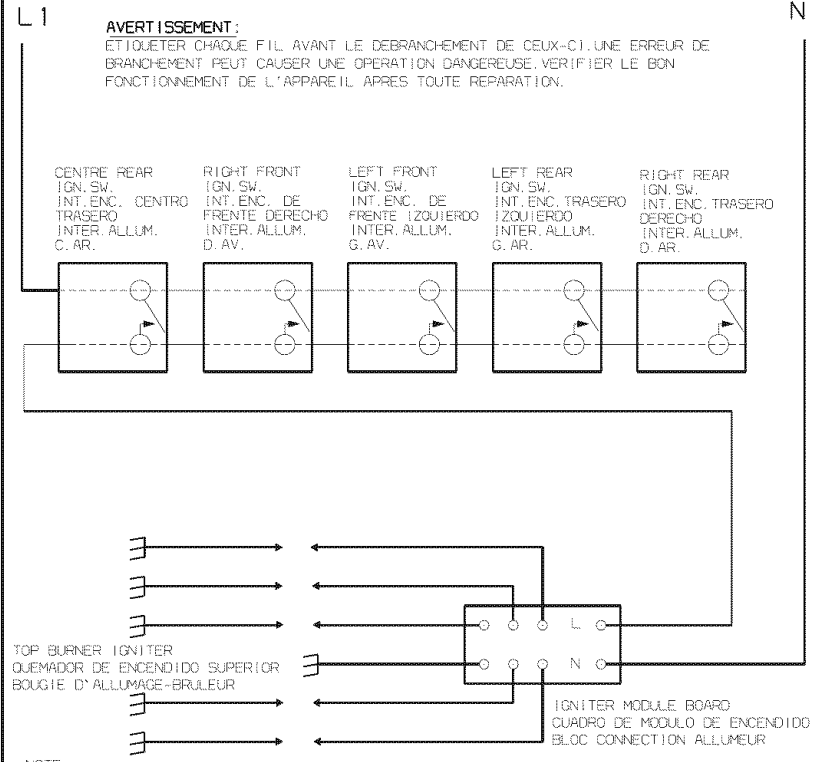 L1
N
AVERTISSEMENT:
ETIQUETER CHAQUE FIL AVANT LE DEBRANCHEMENT DE CEUX-CI.UNE ERREUR DE
BRANCHEMENT PEUT CAUSER UNE OPERATION DANGEREUSE.VERIFIER LE BON
FONCTIONNEMENT DE L'APPAREIL APRES TOUTE REPARATION.
CENTRE REAR
IGN.SW.
INT.ENC. CENTRO
TRASERO
INTER.ALLUM.
C.AR.
RIGHT FRONT
IGN.SW.
INT.ENC. DE
FRENTE DERECHO
INTER.ALLUM.
D.AV.
LEFT FRONT
IGN.SW.
INT.ENC. DE
FRENTE IZQUIERDO
INTER.ALLUM.
G.AV.
LEFT REAR
IGN.SW.
INT.ENC.TRASERO
IZQUIERDO
INTER.ALLUM.
G.AR.
RIGHT REAR
IGN.SW.
INT.ENC.TRASERO
DERECHO
INTER.ALLUM.
D.AR.
L
N
TOP BURNER IGNITER
QUEMADOR DE ENCENDIDO SUPERIOR
BOUGIE D'ALLUMAGE-BRULEUR
IGNITER MODULE BOARD
CUADRO DE MODULO DE ENCENDIDO
BLOC CONNECTION ALLUMEUR
NOTE